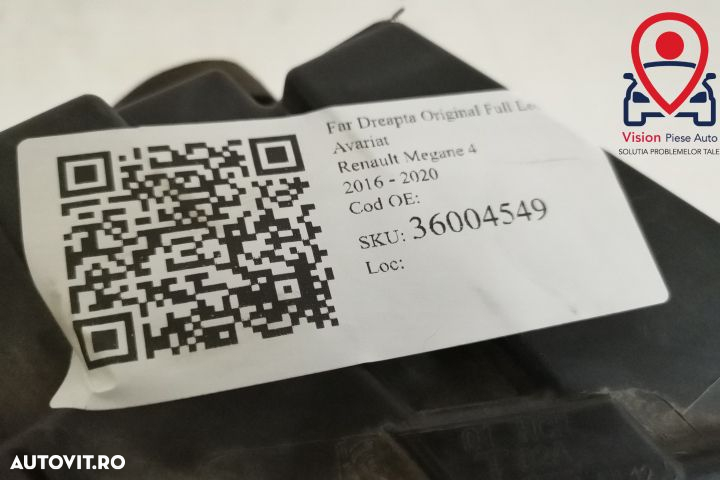 Far Dreapta Original Full Led
Avariat
Renault Megane 4
2016 - 2020
Cod OE:
SKU: 36004549
Loc:
Vision Piese Auto
SOLUTIA PROBLEMELOR TALE
AUTOVIT.RO